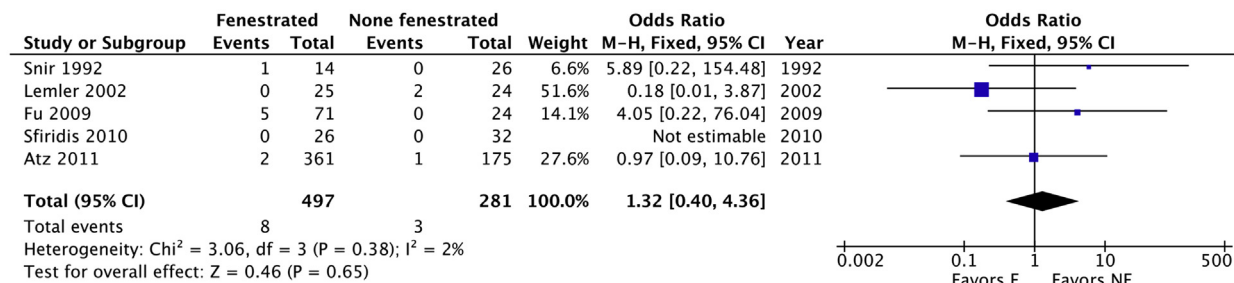 Fenestrated None fenestrated Odds Ratio Odds Ratio
Study or Subgroup Events Total Events Total Weight M-H, Fixed, 95% CI Year M-H, Fixed, 95% CI
Snir 1992 1 14 0 26 6.6% 5.89 [0.22, 154.48] 1992
Lemler 2002 0 25 2 24 51.6% 0.18 [0.01, 3.87] 2002
Fu 2009 5 71 0 24 14.1% 4.05 [0.22, 76.04] 2009
Sfiridis 2010 0 26 0 32 Not estimable 2010
Atz 2011 2 361 1 175 27.6% 0.97 [0.09, 10.76] 2011
Total (95% CI) 497 281 100.0% 1.32 [0.40, 4.36]
Total events 8 3
Heterogeneity: Chi² = 3.06, df = 3 (P = 0.38); I² = 2%
Test for overall effect: Z = 0.46 (P = 0.65)
0.002 0.1 1 10 500
Favors F Favors NF